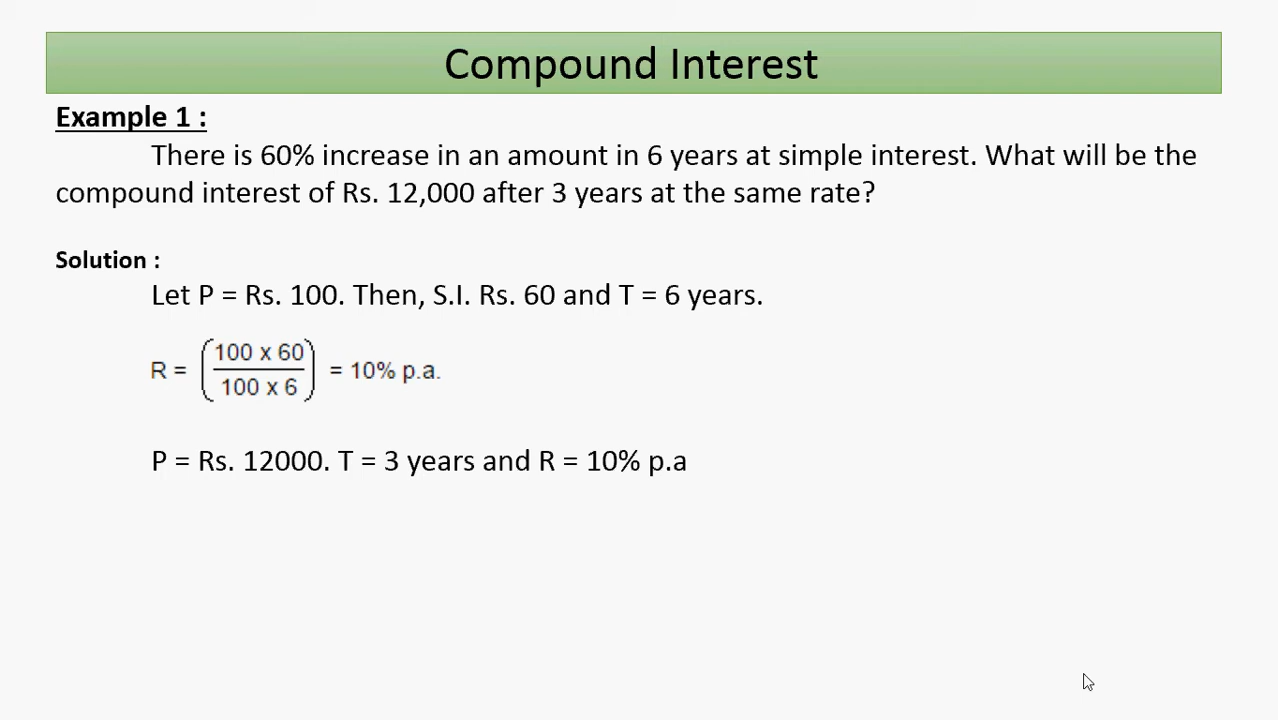 Compound Interest
Example 1 :
There is 60% increase in an amount in 6 years at simple interest. What will be the
compound interest of Rs. 12,000 after 3 years at the same rate?
Solution :
Let P = Rs. 100. Then, S.I. Rs. 60 and T = 6 years.
R = (100 x 60 / 100 x 6) = 10% p.a.
P = Rs. 12000. T = 3 years and R = 10% p.a